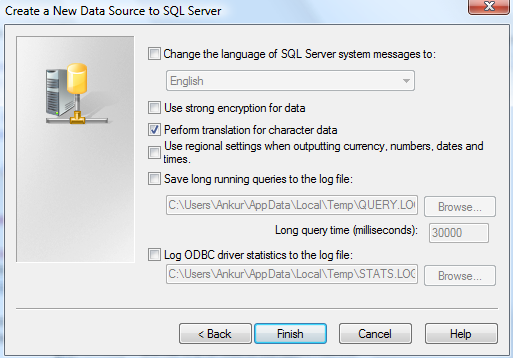 Create a New Data Source to SQL Server
Change the language of SQL Server system messages to:
English
Use strong encryption for data
Perform translation for character data
Use regional settings when outputting currency, numbers, dates and
times.
Save long running queries to the log file:
C:\Users\Ankur\AppData\Local\Temp\QUERY.LO
Browse...
Long query time (milliseconds):
30000
Log ODBC driver statistics to the log file:
C:\Users\Ankur\AppData\Local\Temp\STATS.LO
Browse...
< Back
Finish
Cancel
Help